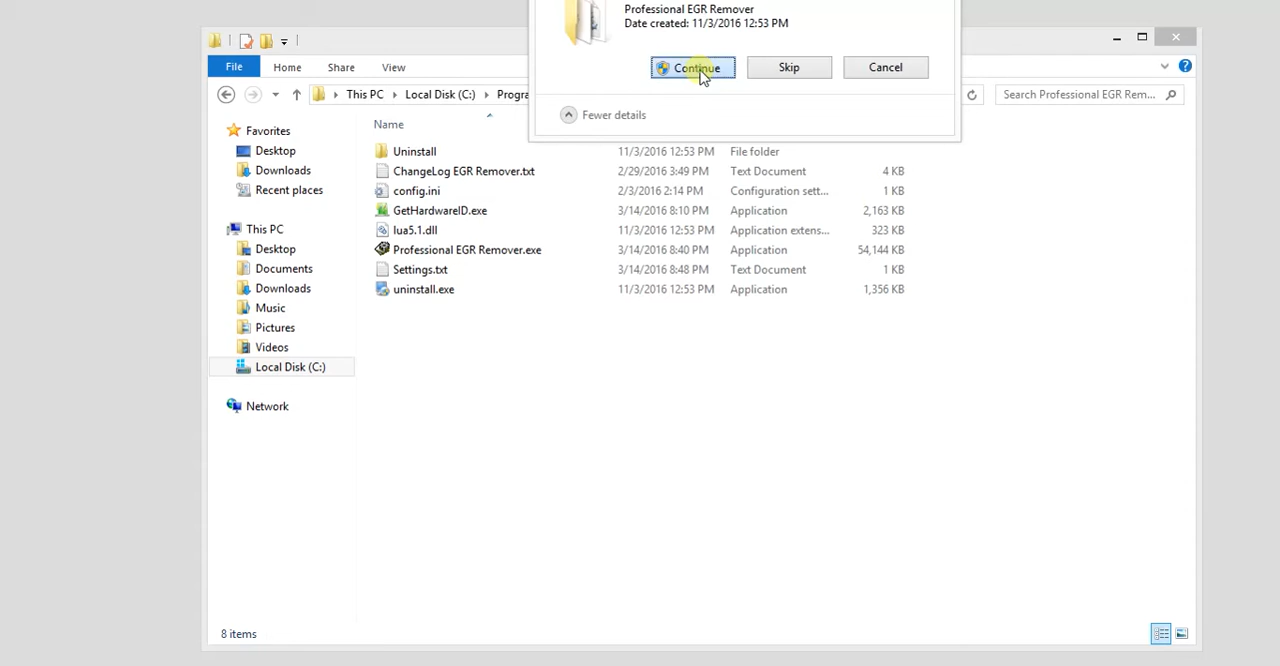 Professional EGR Remover
Date created: 11/3/2016 12:53 PM
Continue Skip Cancel
Fewer details
File Home Share View
This PC Local Disk (C:) Progra
Search Professional EGR Rem...
Name
Favorites
Desktop
Downloads
Recent places
This PC
Desktop
Documents
Downloads
Music
Pictures
Videos
Local Disk (C:)
Network
Uninstall 11/3/2016 12:53 PM File folder
ChangeLog EGR Remover.txt 2/29/2016 3:49 PM Text Document 4 KB
config.ini 2/3/2016 2:14 PM Configuration sett... 1 KB
GetHardwareID.exe 3/14/2016 8:10 PM Application 2,163 KB
lua5.1.dll 11/3/2016 12:53 PM Application extens... 323 KB
Professional EGR Remover.exe 3/14/2016 8:40 PM Application 54,144 KB
Settings.txt 3/14/2016 8:48 PM Text Document 1 KB
uninstall.exe 11/3/2016 12:53 PM Application 1,356 KB
8 items